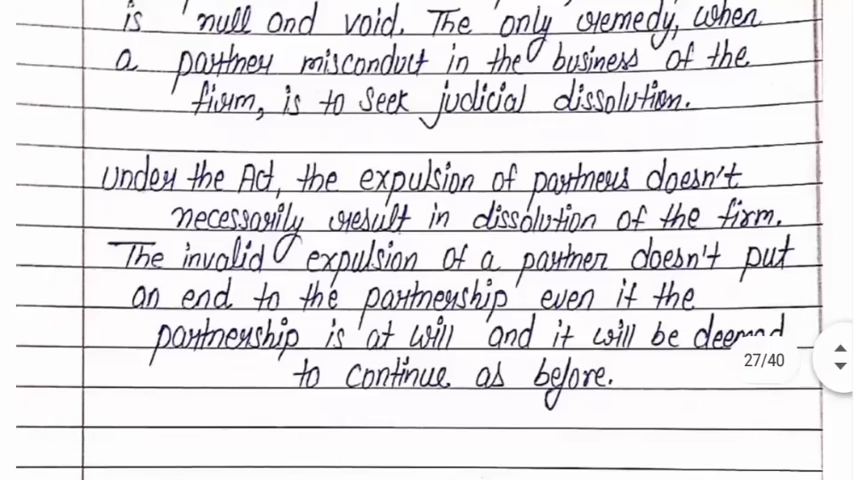 is null and void. The only remedy, when
a partner misconduct in the business of the
firm, is to seek judicial dissolution.
Under the Act, the expulsion of partners doesn't
necessarily result in dissolution of the firm.
The invalid expulsion of a partner doesn't put
an end to the partnership even if the
partnership is at will and it will be deemed
27/40
to continue as before.